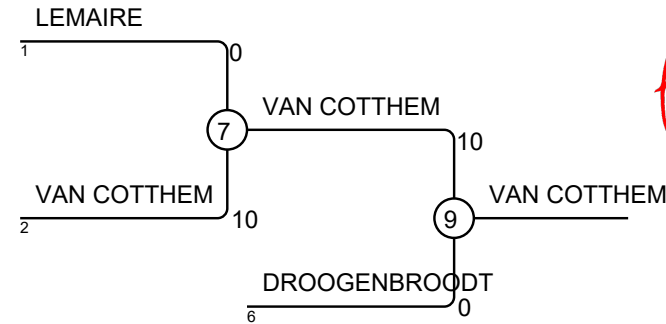 LEMAIRE
1
0
7
VAN COTTHEM
10
VAN COTTHEM
2
10
9
VAN COTTHEM
DROOGENBROODT
6
0